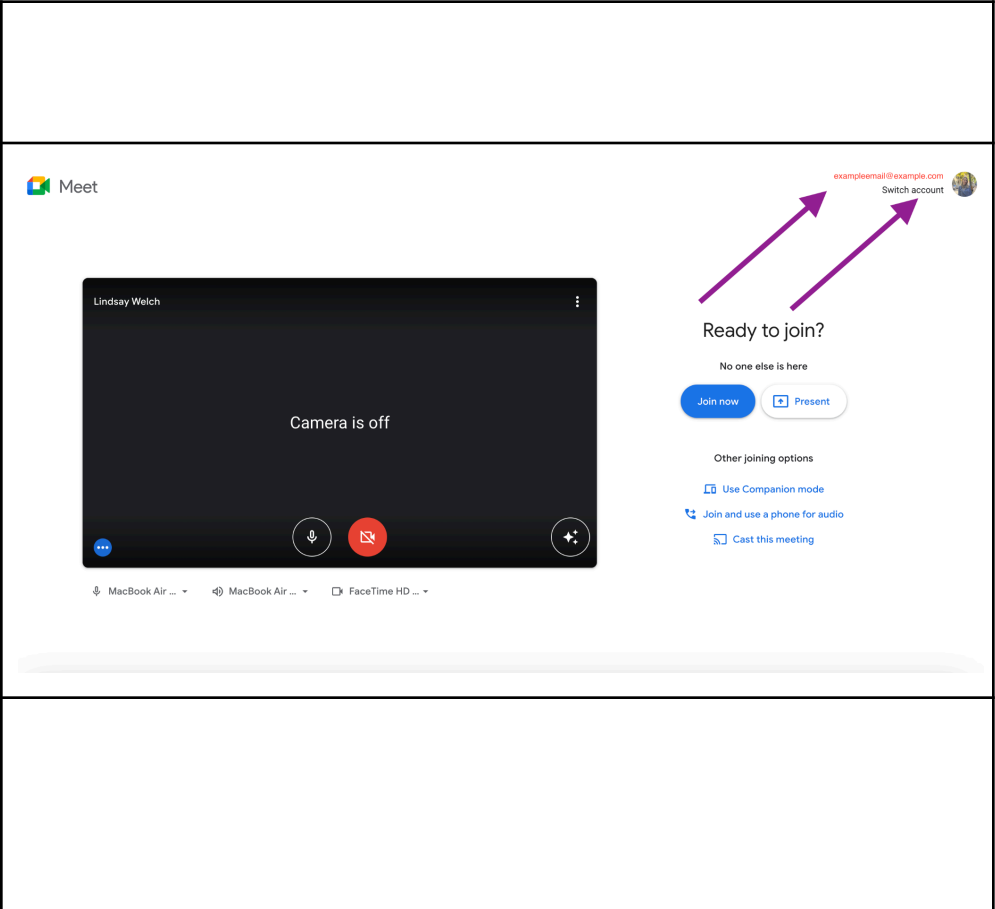 Meet
exampleemail@example.com
Switch account
Lindsay Welch
Camera is off
Ready to join?
No one else is here
Join now
Present
Other joining options
Use Companion mode
Join and use a phone for audio
Cast this meeting
MacBook Air ... MacBook Air ... FaceTime HD ...